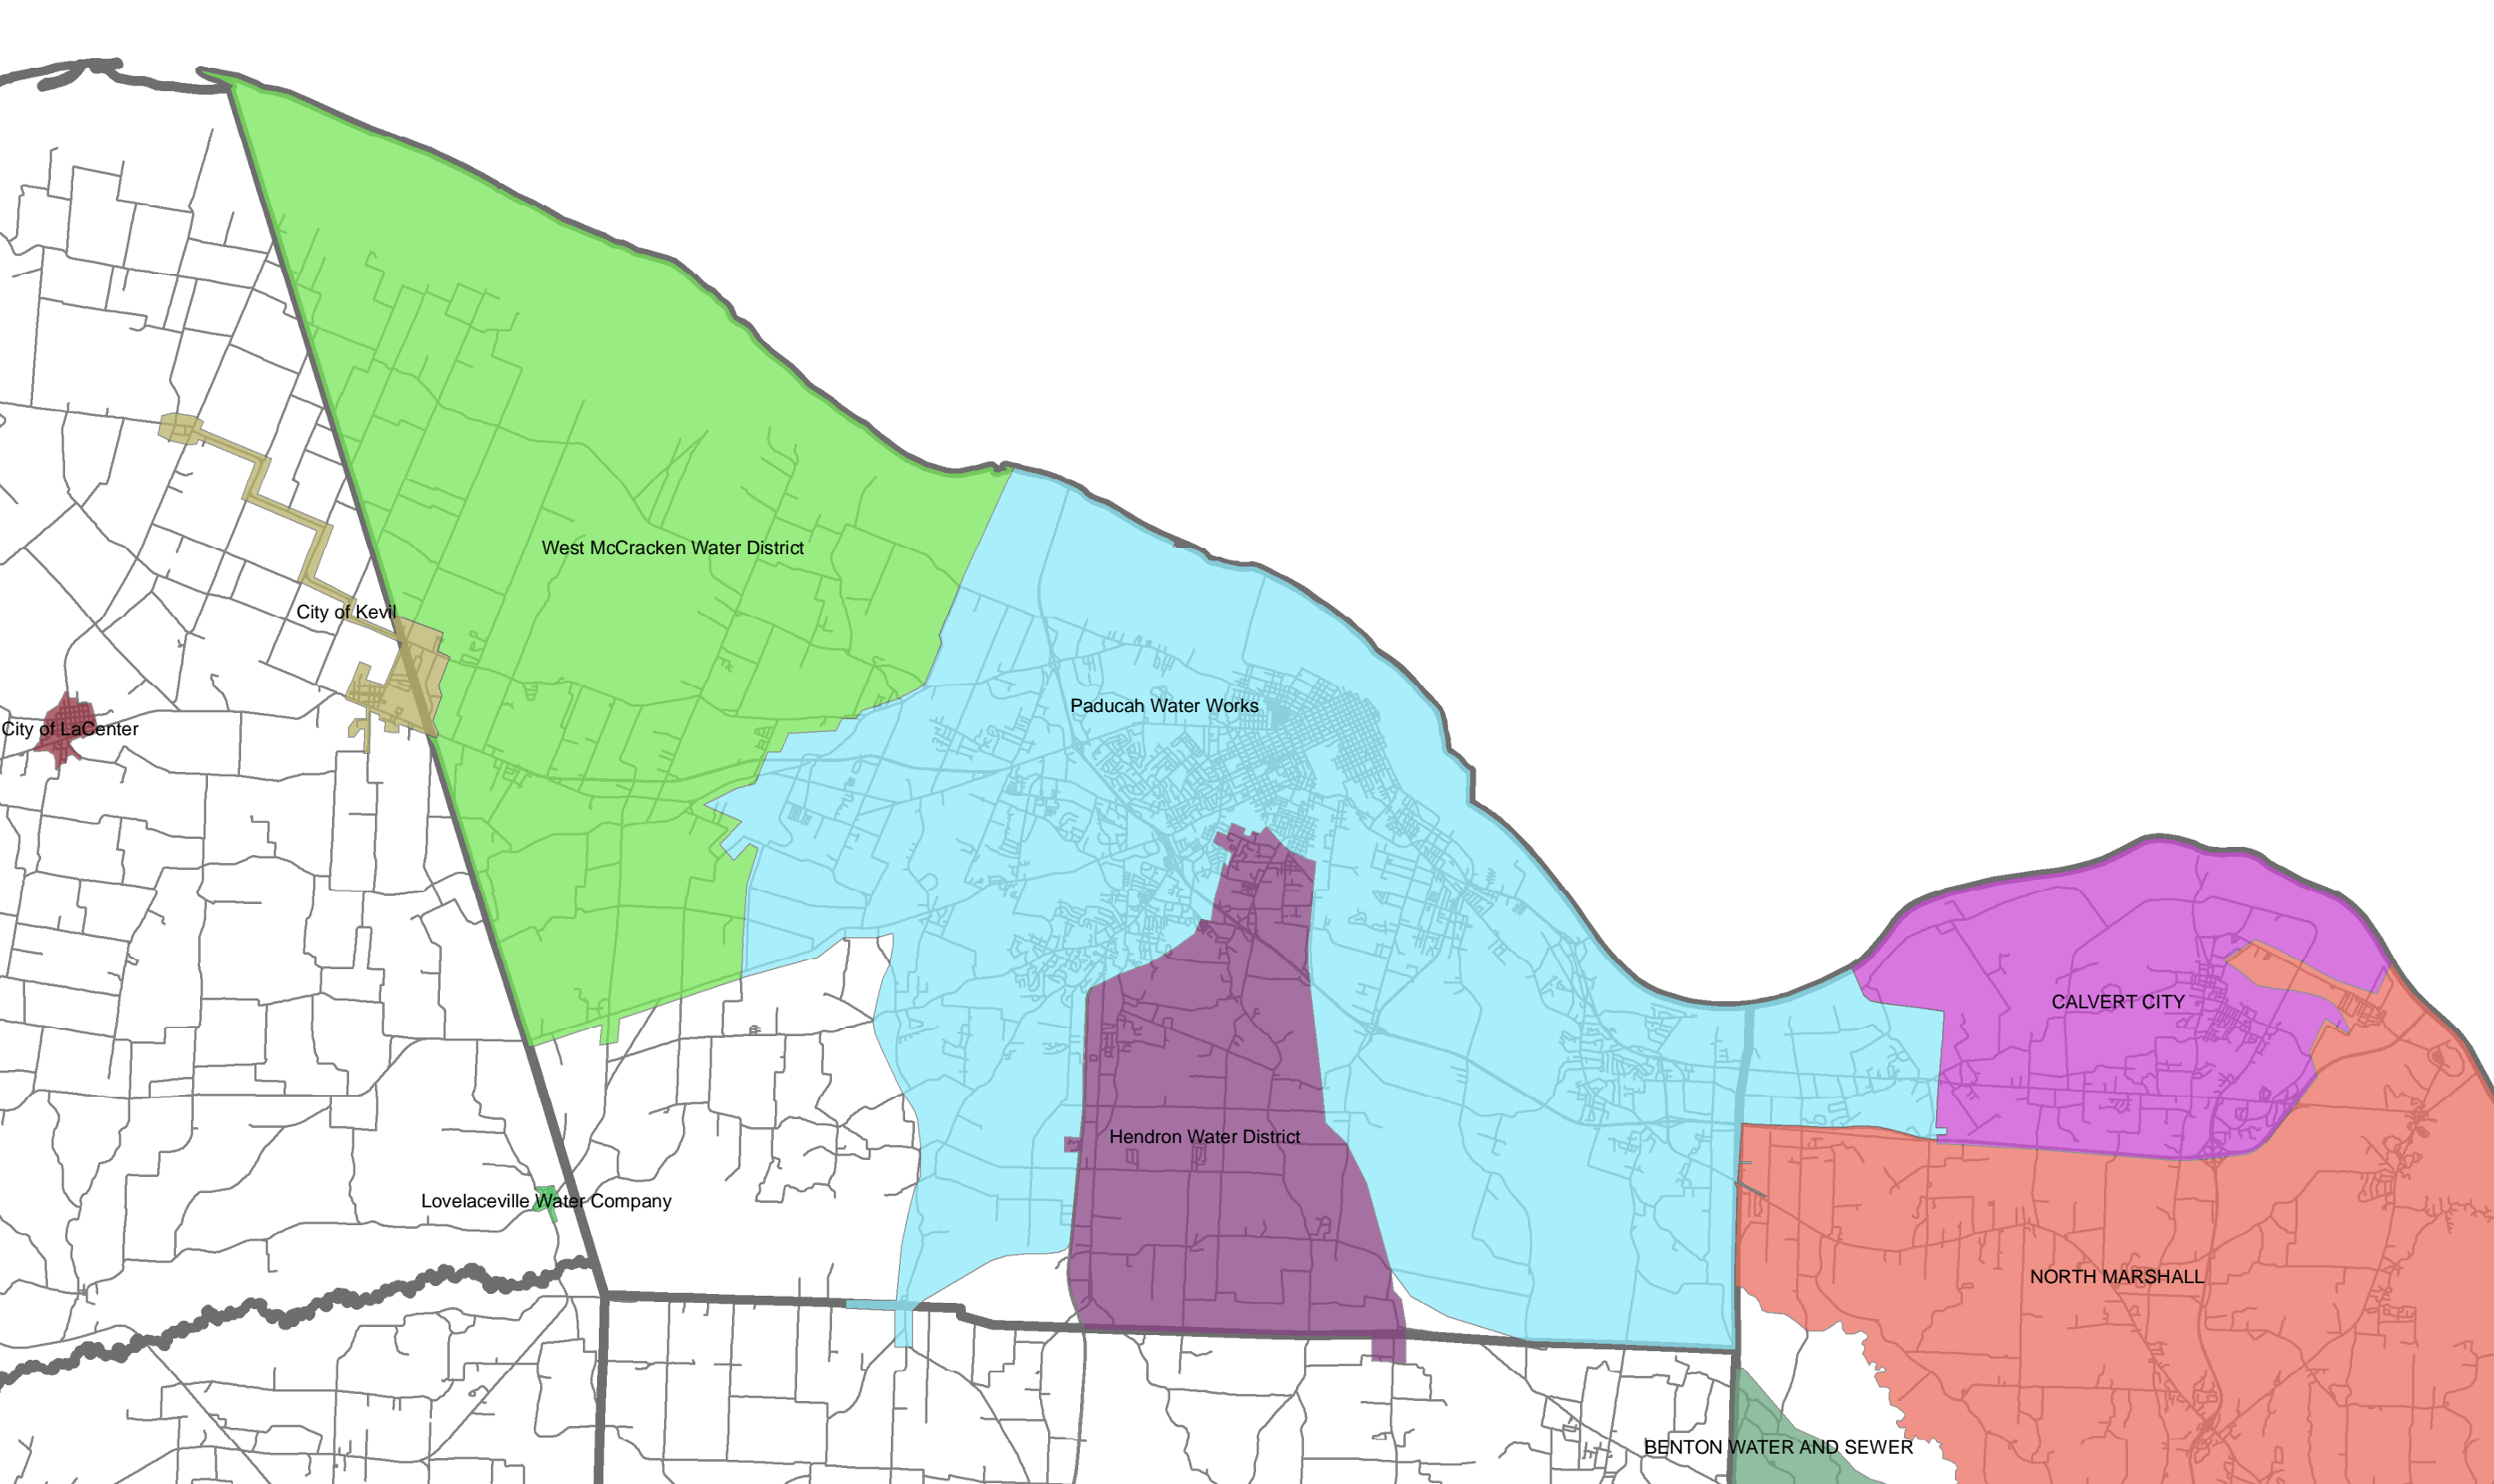 West McCracken Water District
City of Kevil
Paducah Water Works
City of LaCenter
CALVERT CITY
Hendron Water District
Lovelaceville Water Company
NORTH MARSHALL
BENTON WATER AND SEWER